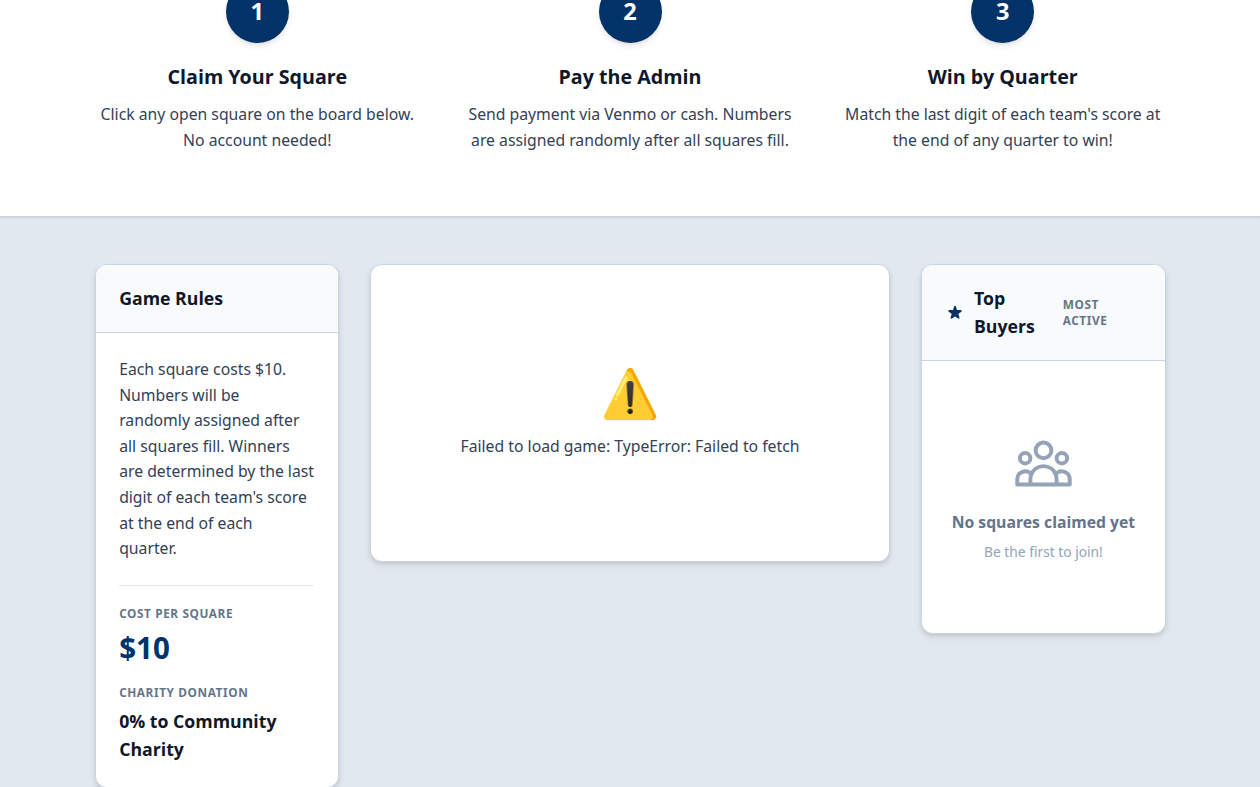 1
2
3
Claim Your Square
Click any open square on the board below.
No account needed!
Pay the Admin
Send payment via Venmo or cash. Numbers
are assigned randomly after all squares fill.
Win by Quarter
Match the last digit of each team's score at
the end of any quarter to win!
Game Rules
Each square costs $10.
Numbers will be
randomly assigned after
all squares fill. Winners
are determined by the last
digit of each team's score
at the end of each
quarter.
COST PER SQUARE
$10
CHARITY DONATION
0% to Community
Charity
Failed to load game: TypeError: Failed to fetch
Top
Buyers
MOST
ACTIVE
No squares claimed yet
Be the first to join!